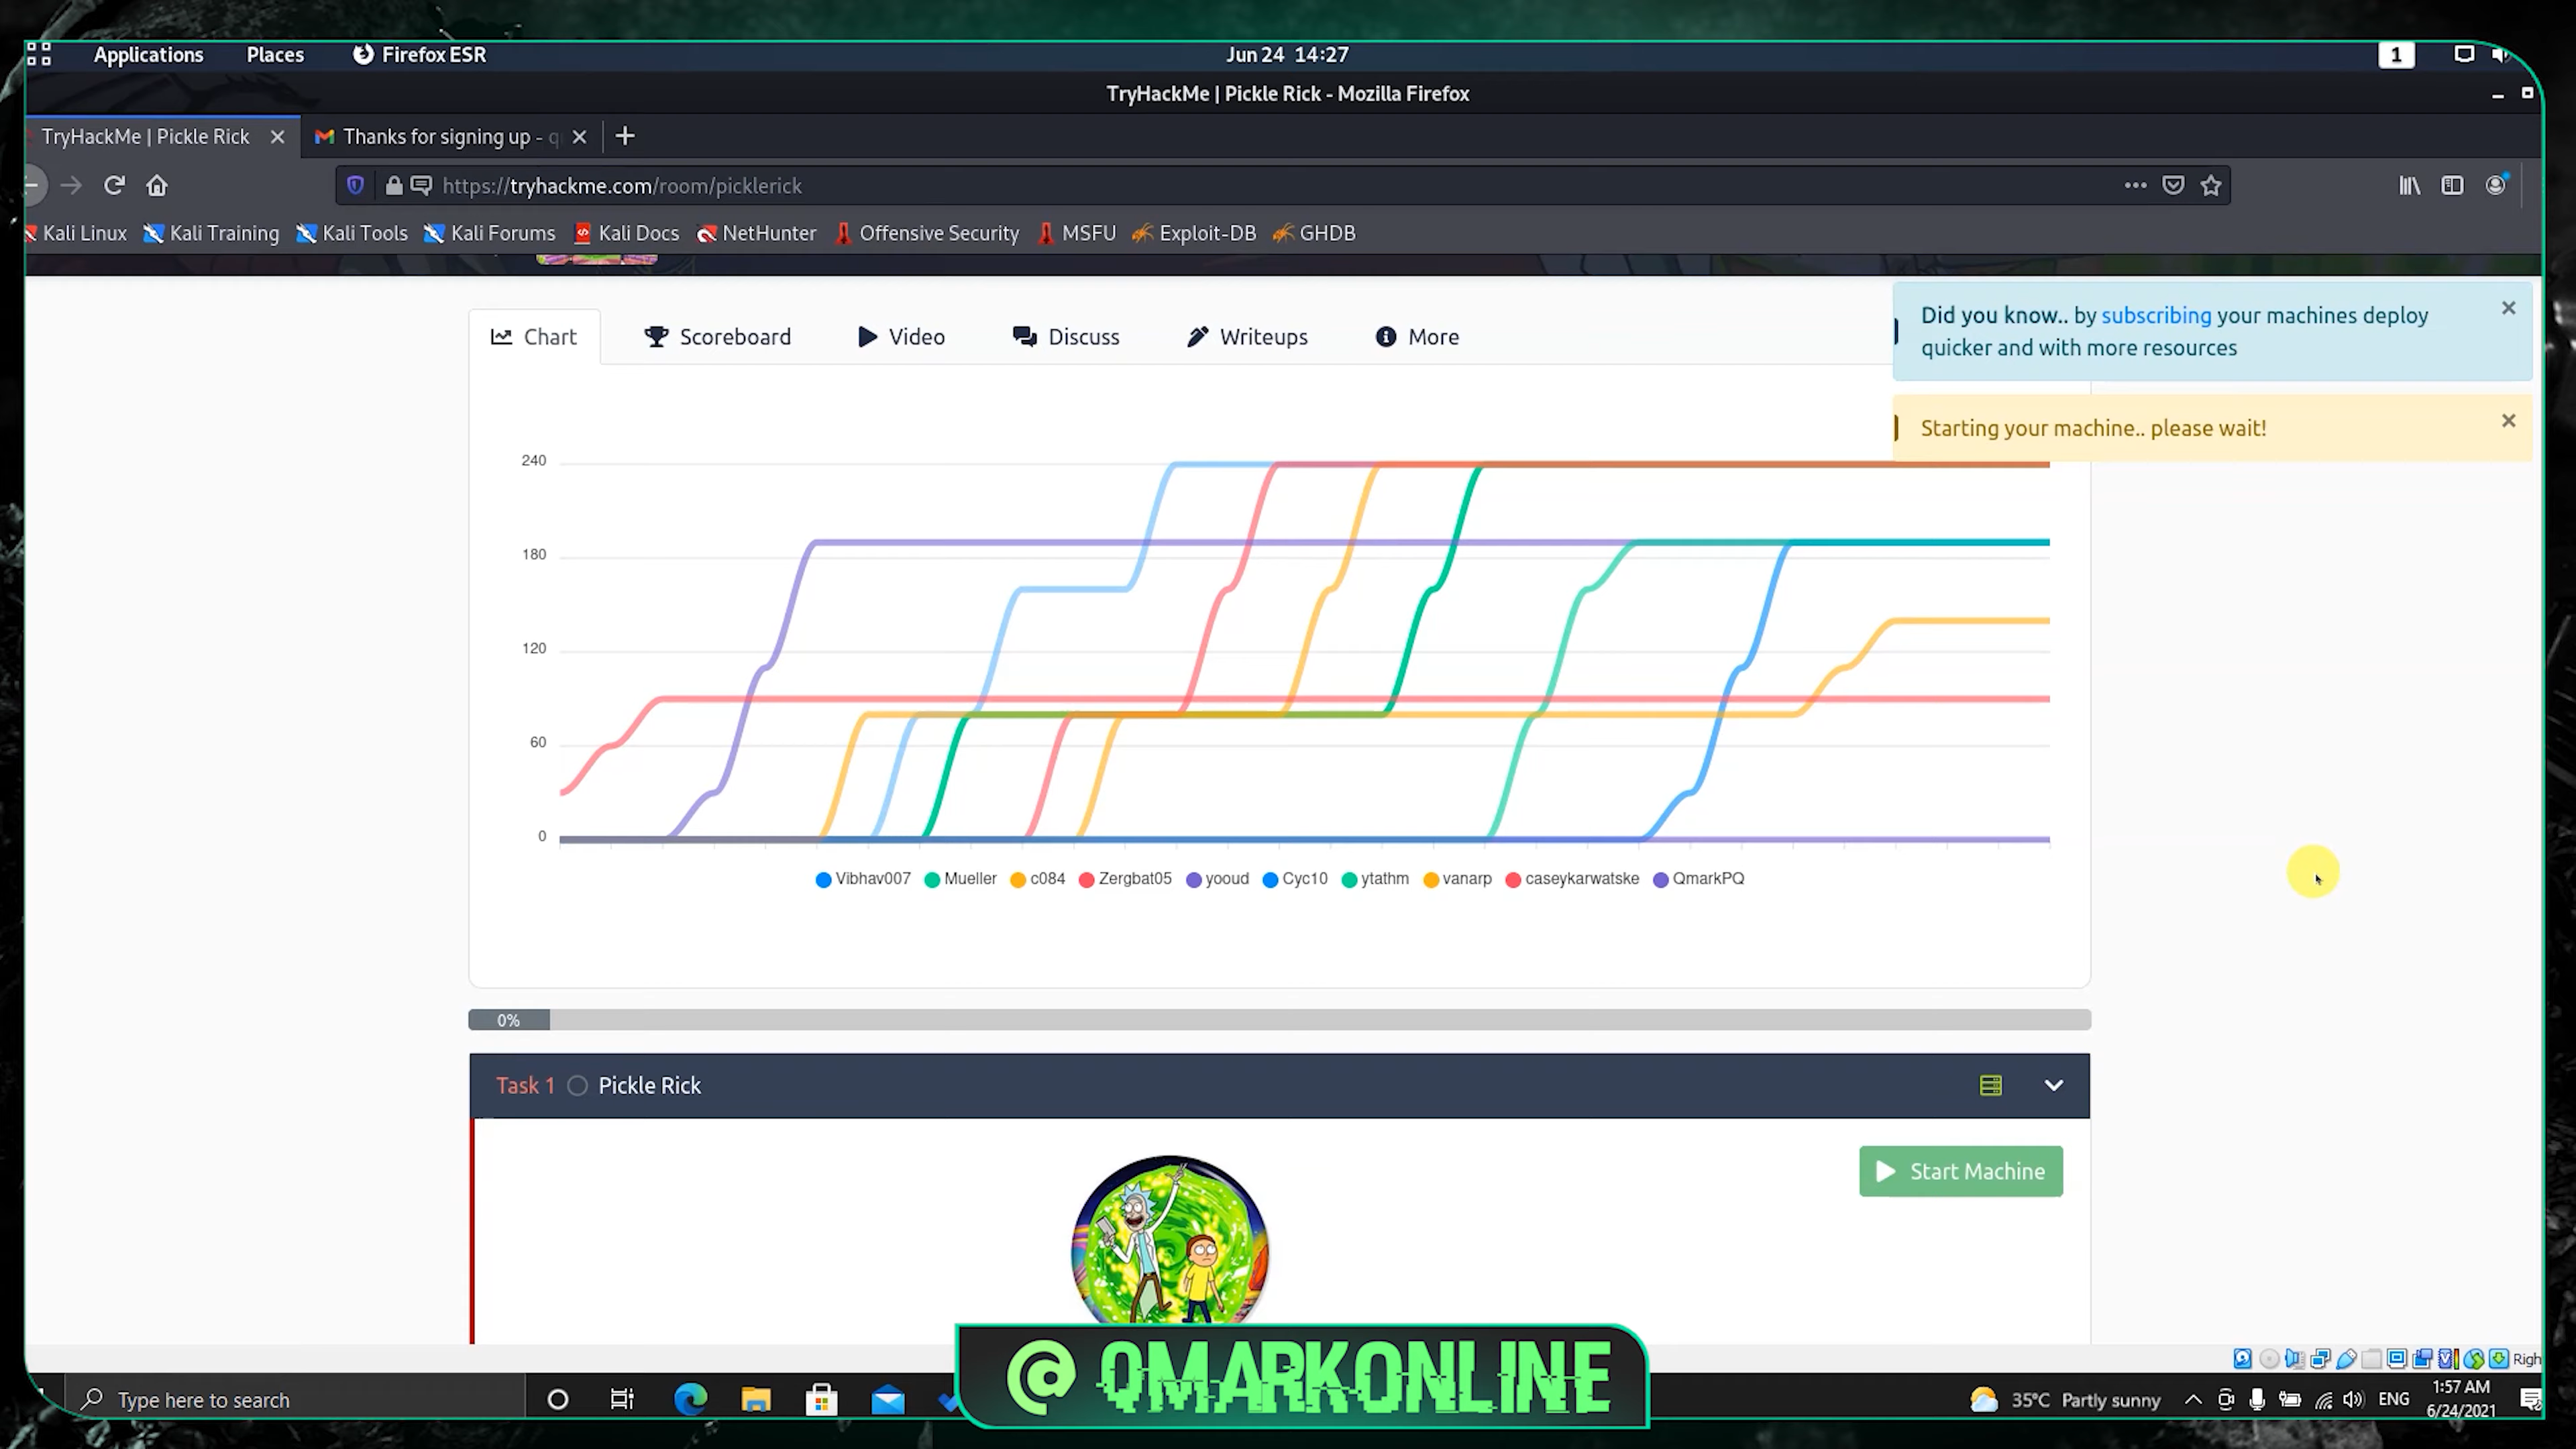 Applications Places Firefox ESR Jun 24 14:27 1
TryHackMe | Pickle Rick - Mozilla Firefox
TryHackMe | Pickle Rick Thanks for signing up - q
https://tryhackme.com/room/picklerick
Kali Linux Kali Training Kali Tools Kali Forums Kali Docs NetHunter Offensive Security MSFU Exploit-DB GHDB
Chart Scoreboard Video Discuss Writeups More
Did you know.. by subscribing your machines deploy
quicker and with more resources
Starting your machine.. please wait!
240
180
120
60
0
Vibhav007 Mueller c084 Zergbat05 yooud Cyc10 ytathm vanarp caseykarwatske QmarkPQ
0%
Task 1 Pickle Rick
Start Machine
@ QMARKONLINE
Righ
Type here to search
35°C Partly sunny ENG
1:57 AM
6/24/2021